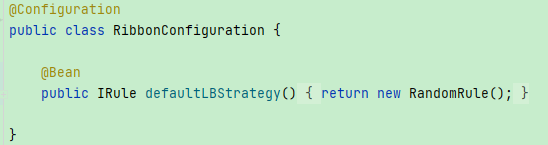 @Configuration
public class RibbonConfiguration {
@Bean
public IRule defaultLBStrategy() { return new RandomRule(); }
}